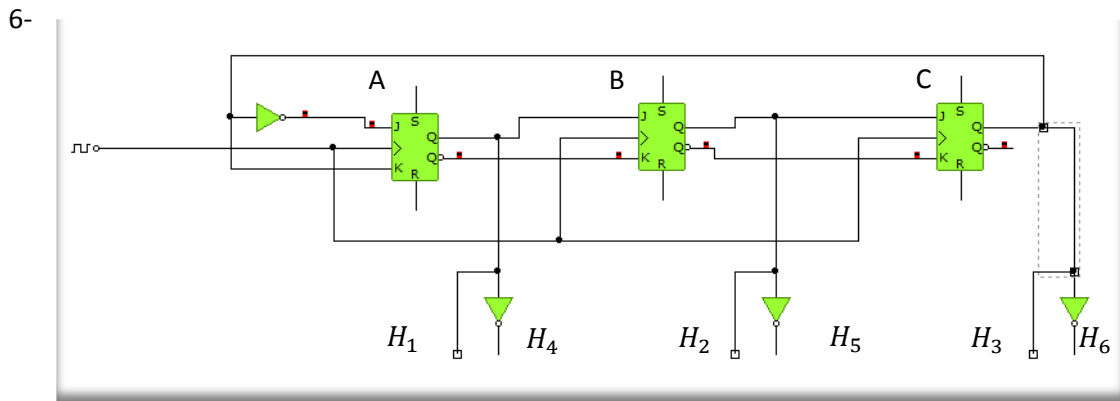 6-
A B C
S S S
J Q J Q J Q
K Q K Q K Q
R R R
H₁ H₄ H₂ H₅ H₃ H₆